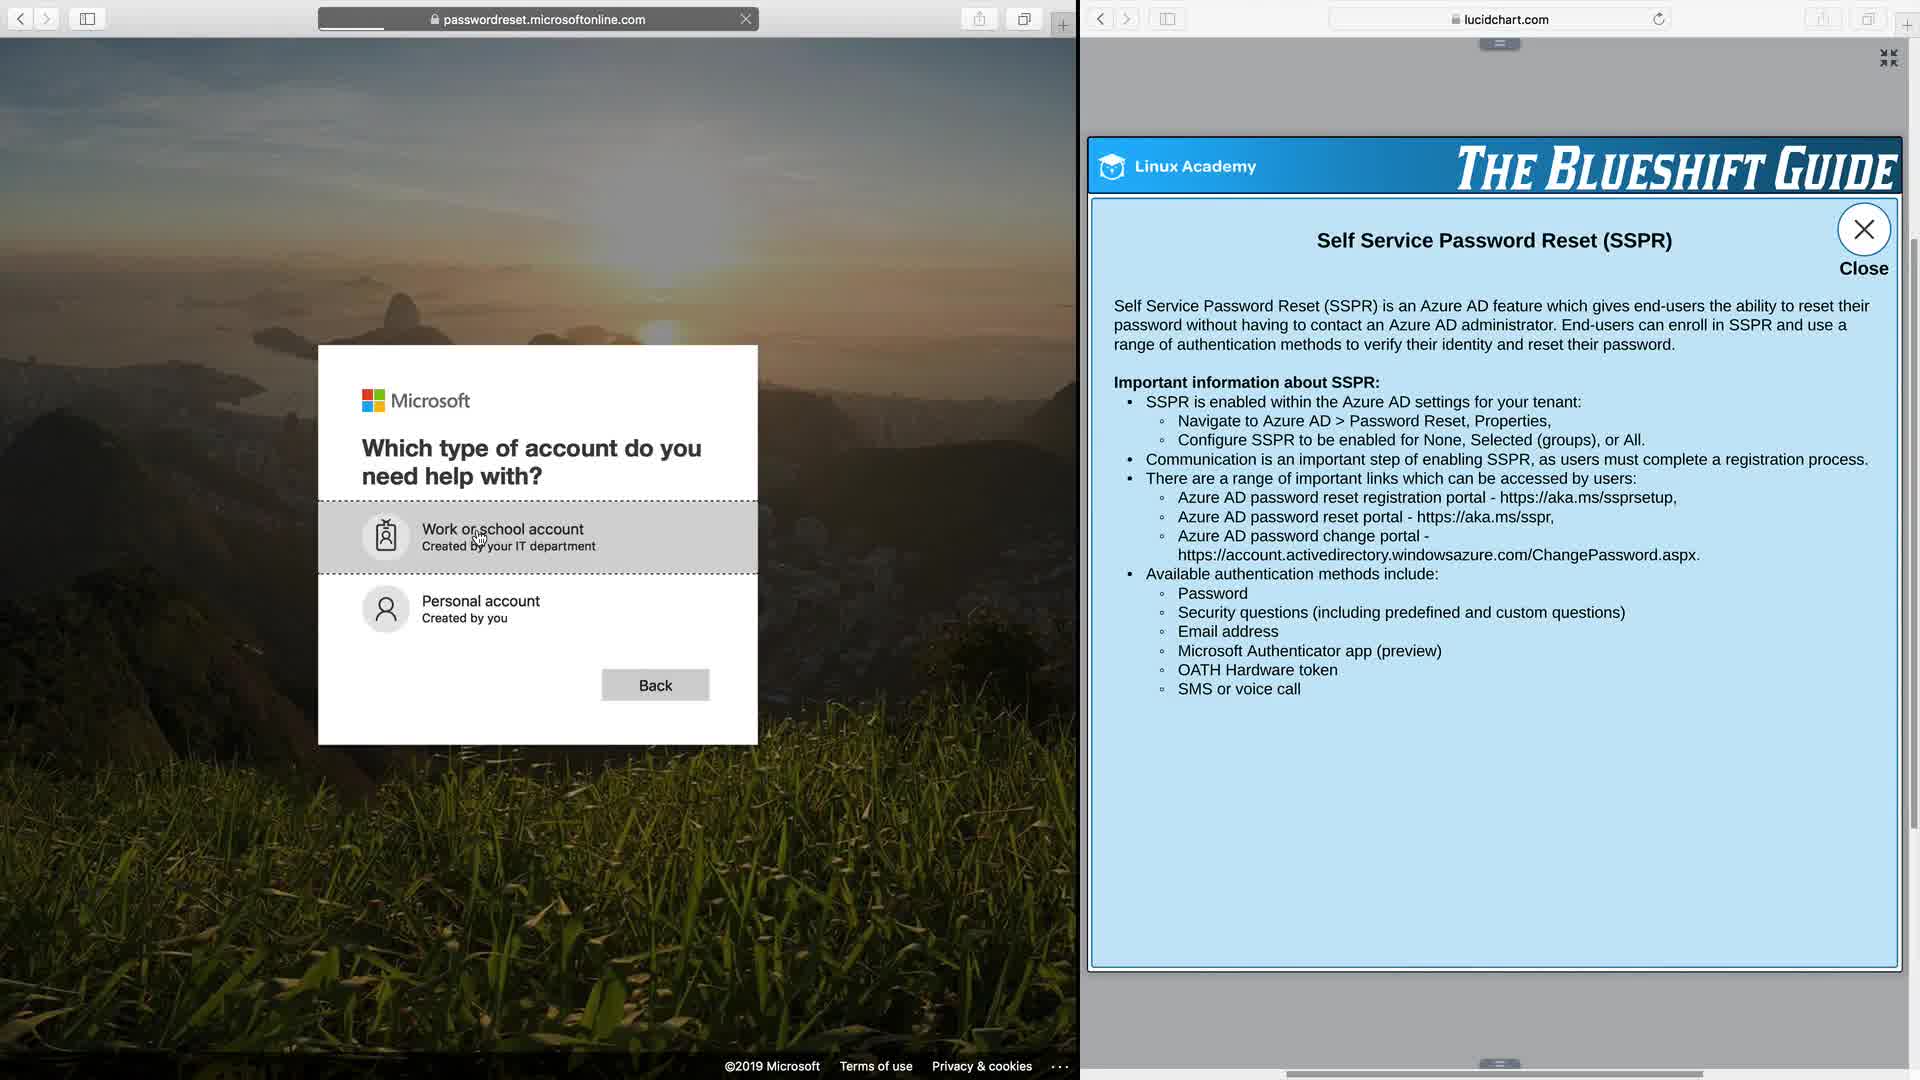 passwordreset.microsoftonline.com
Microsoft
Which type of account do you
need help with?
Work or school account
Created by your IT department
Personal account
Created by you
Back
©2019 Microsoft Terms of use Privacy & cookies ...
lucidchart.com
Linux Academy
THE BLUESHIFT GUIDE
Self Service Password Reset (SSPR)
Close
Self Service Password Reset (SSPR) is an Azure AD feature which gives end-users the ability to reset their
password without having to contact an Azure AD administrator. End-users can enroll in SSPR and use a
range of authentication methods to verify their identity and reset their password.
Important information about SSPR:
• SSPR is enabled within the Azure AD settings for your tenant:
◦ Navigate to Azure AD > Password Reset, Properties,
◦ Configure SSPR to be enabled for None, Selected (groups), or All.
• Communication is an important step of enabling SSPR, as users must complete a registration process.
• There are a range of important links which can be accessed by users:
◦ Azure AD password reset registration portal - https://aka.ms/ssprsetup,
◦ Azure AD password reset portal - https://aka.ms/sspr,
◦ Azure AD password change portal -
https://account.activedirectory.windowsazure.com/ChangePassword.aspx.
• Available authentication methods include:
◦ Password
◦ Security questions (including predefined and custom questions)
◦ Email address
◦ Microsoft Authenticator app (preview)
◦ OATH Hardware token
◦ SMS or voice call